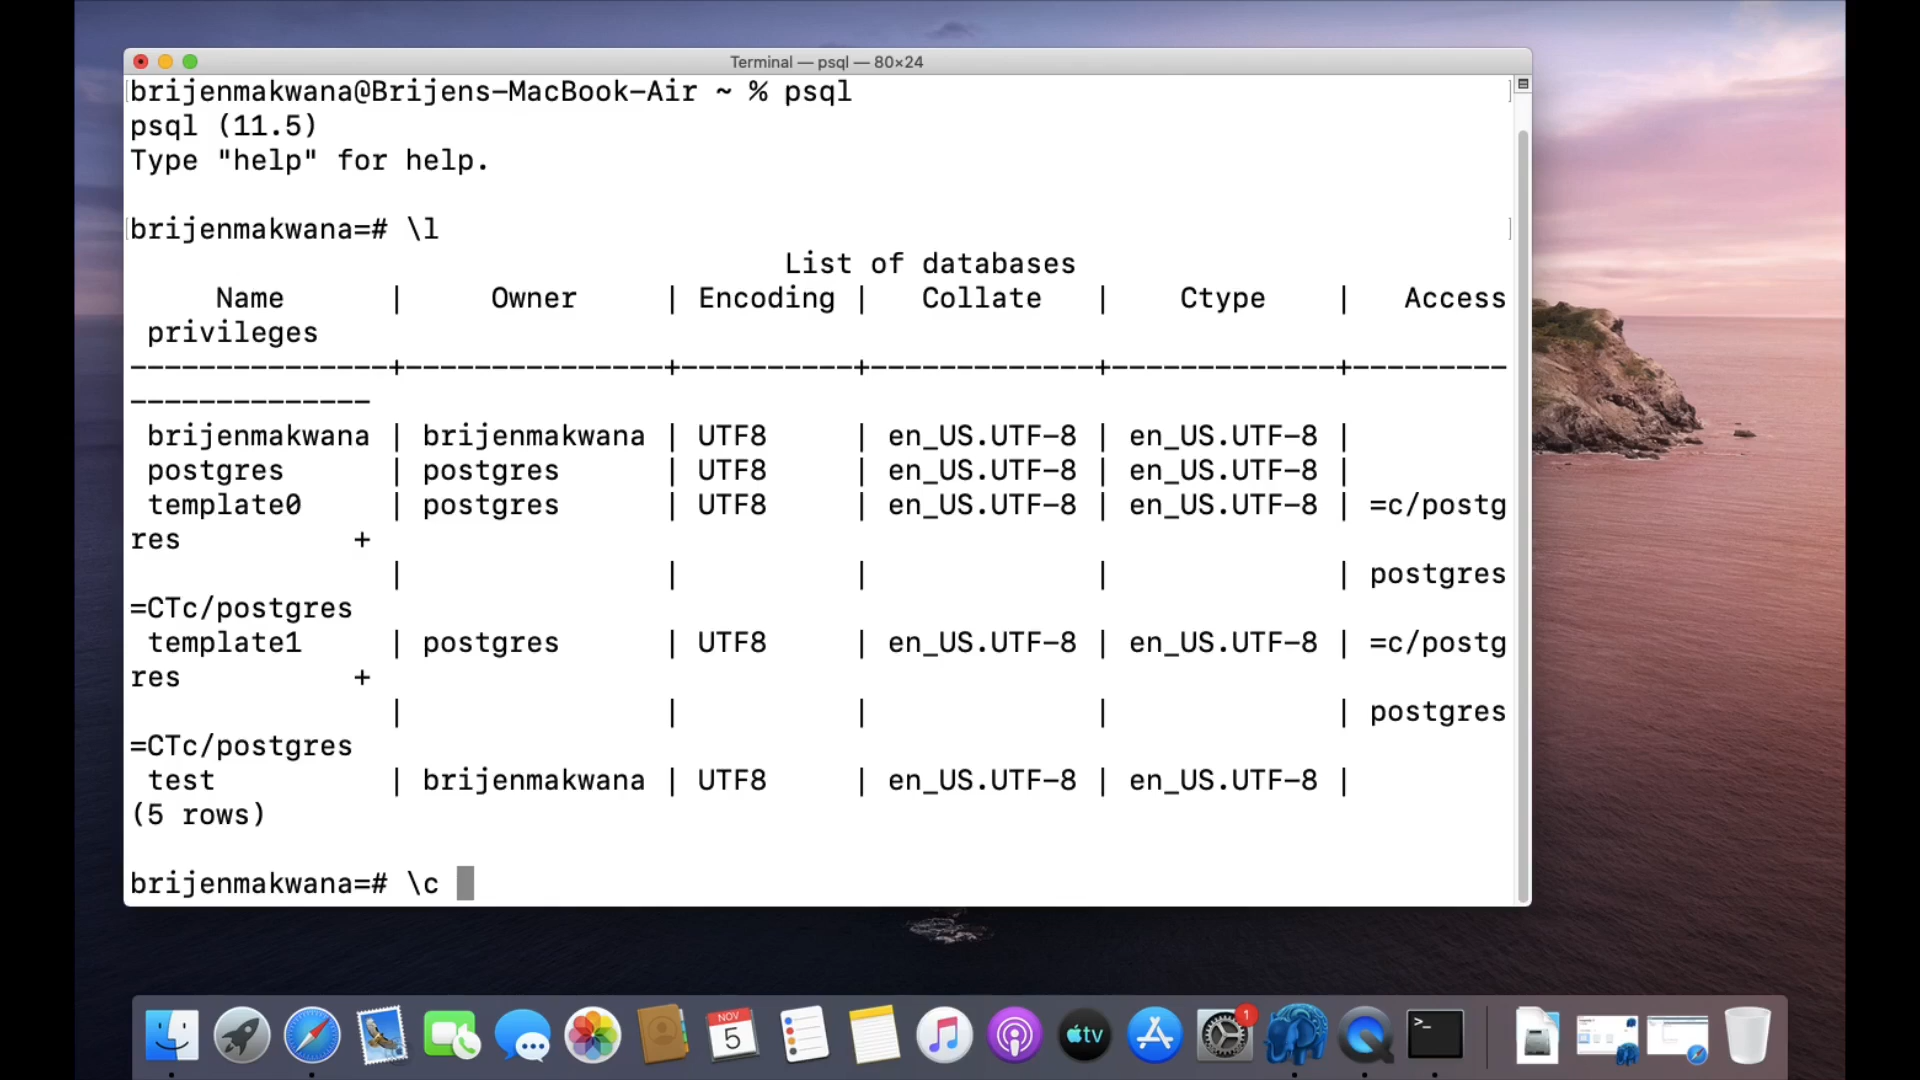 Terminal — psql — 80×24
brijenmakwana@Brijens-MacBook-Air ~ % psql
psql (11.5)
Type "help" for help.
brijenmakwana=# \l
List of databases
Name | Owner | Encoding | Collate | Ctype | Access
privileges
---------------+---------------+----------+-------------+-------------+---------
--------------
brijenmakwana | brijenmakwana | UTF8 | en_US.UTF-8 | en_US.UTF-8 |
postgres | postgres | UTF8 | en_US.UTF-8 | en_US.UTF-8 |
template0 | postgres | UTF8 | en_US.UTF-8 | en_US.UTF-8 | =c/postg
res +
| | | | | postgres
=CTc/postgres
template1 | postgres | UTF8 | en_US.UTF-8 | en_US.UTF-8 | =c/postg
res +
| | | | | postgres
=CTc/postgres
test | brijenmakwana | UTF8 | en_US.UTF-8 | en_US.UTF-8 |
(5 rows)
brijenmakwana=# \c
NOV
5
tv
1
>_